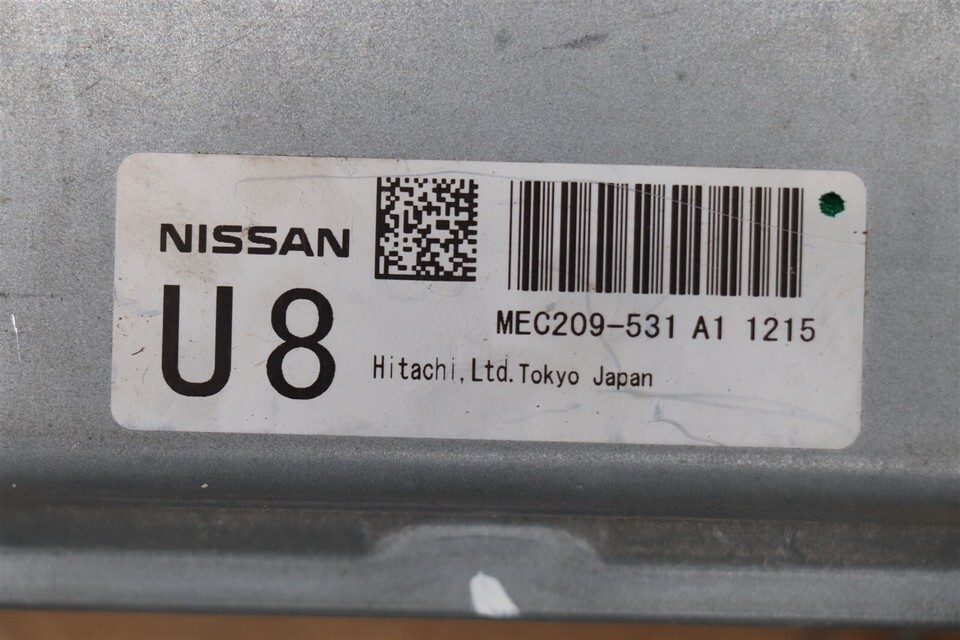 NISSAN
U8
MEC209-531 A1 1215
Hitachi,Ltd.Tokyo Japan